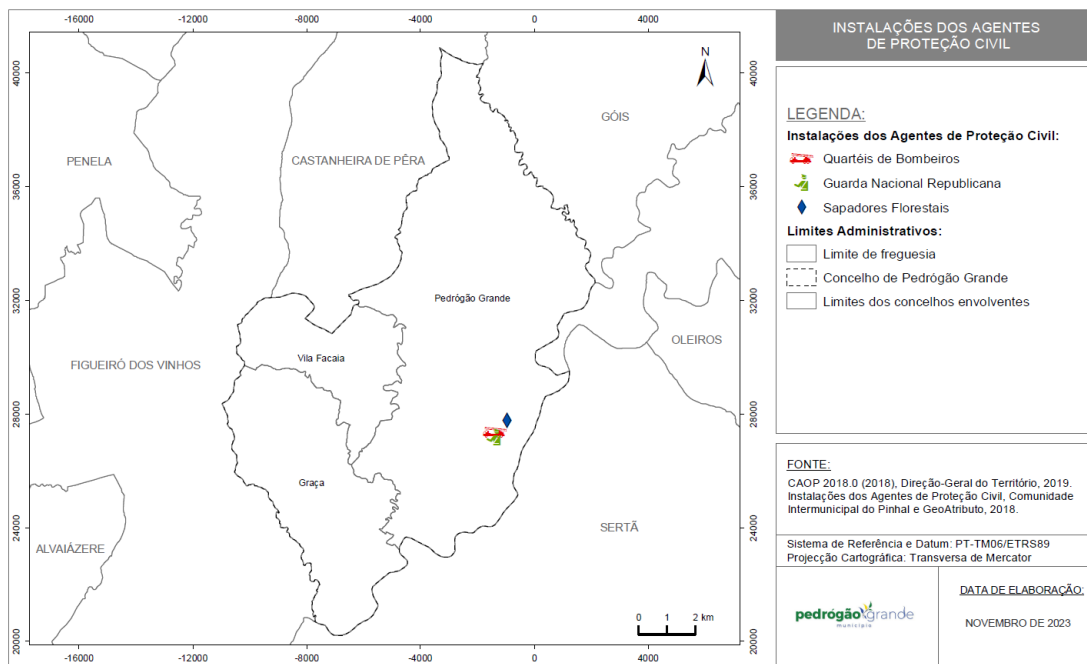 -16000 -12000 -8000 -4000 0 4000
INSTALAÇÕES DOS AGENTES
DE PROTEÇÃO CIVIL
40000
36000
32000
28000
24000
20000
40000
36000
32000
28000
24000
20000
N
GÓIS
PENELA
CASTANHEIRA DE PÊRA
Pedrógão Grande
OLEIROS
Vila Facaia
FIGUEIRÓ DOS VINHOS
Graça
SERTÃ
ALVAIÁZERE
0 1 2 km
-16000 -12000 -8000 -4000 0 4000
LEGENDA:
Instalações dos Agentes de Proteção Civil:
Quartéis de Bombeiros
Guarda Nacional Republicana
Sapadores Florestais
Limites Administrativos:
Limite de freguesia
Concelho de Pedrógão Grande
Limites dos concelhos envolventes
FONTE:
CAOP 2018.0 (2018), Direção-Geral do Território, 2019.
Instalações dos Agentes de Proteção Civil, Comunidade
Intermunicipal do Pinhal e GeoAtributo, 2018.
Sistema de Referência e Datum: PT-TM06/ETRS89
Projecção Cartográfica: Transversa de Mercator
pedrógão grande
município
DATA DE ELABORAÇÃO:
NOVEMBRO DE 2023